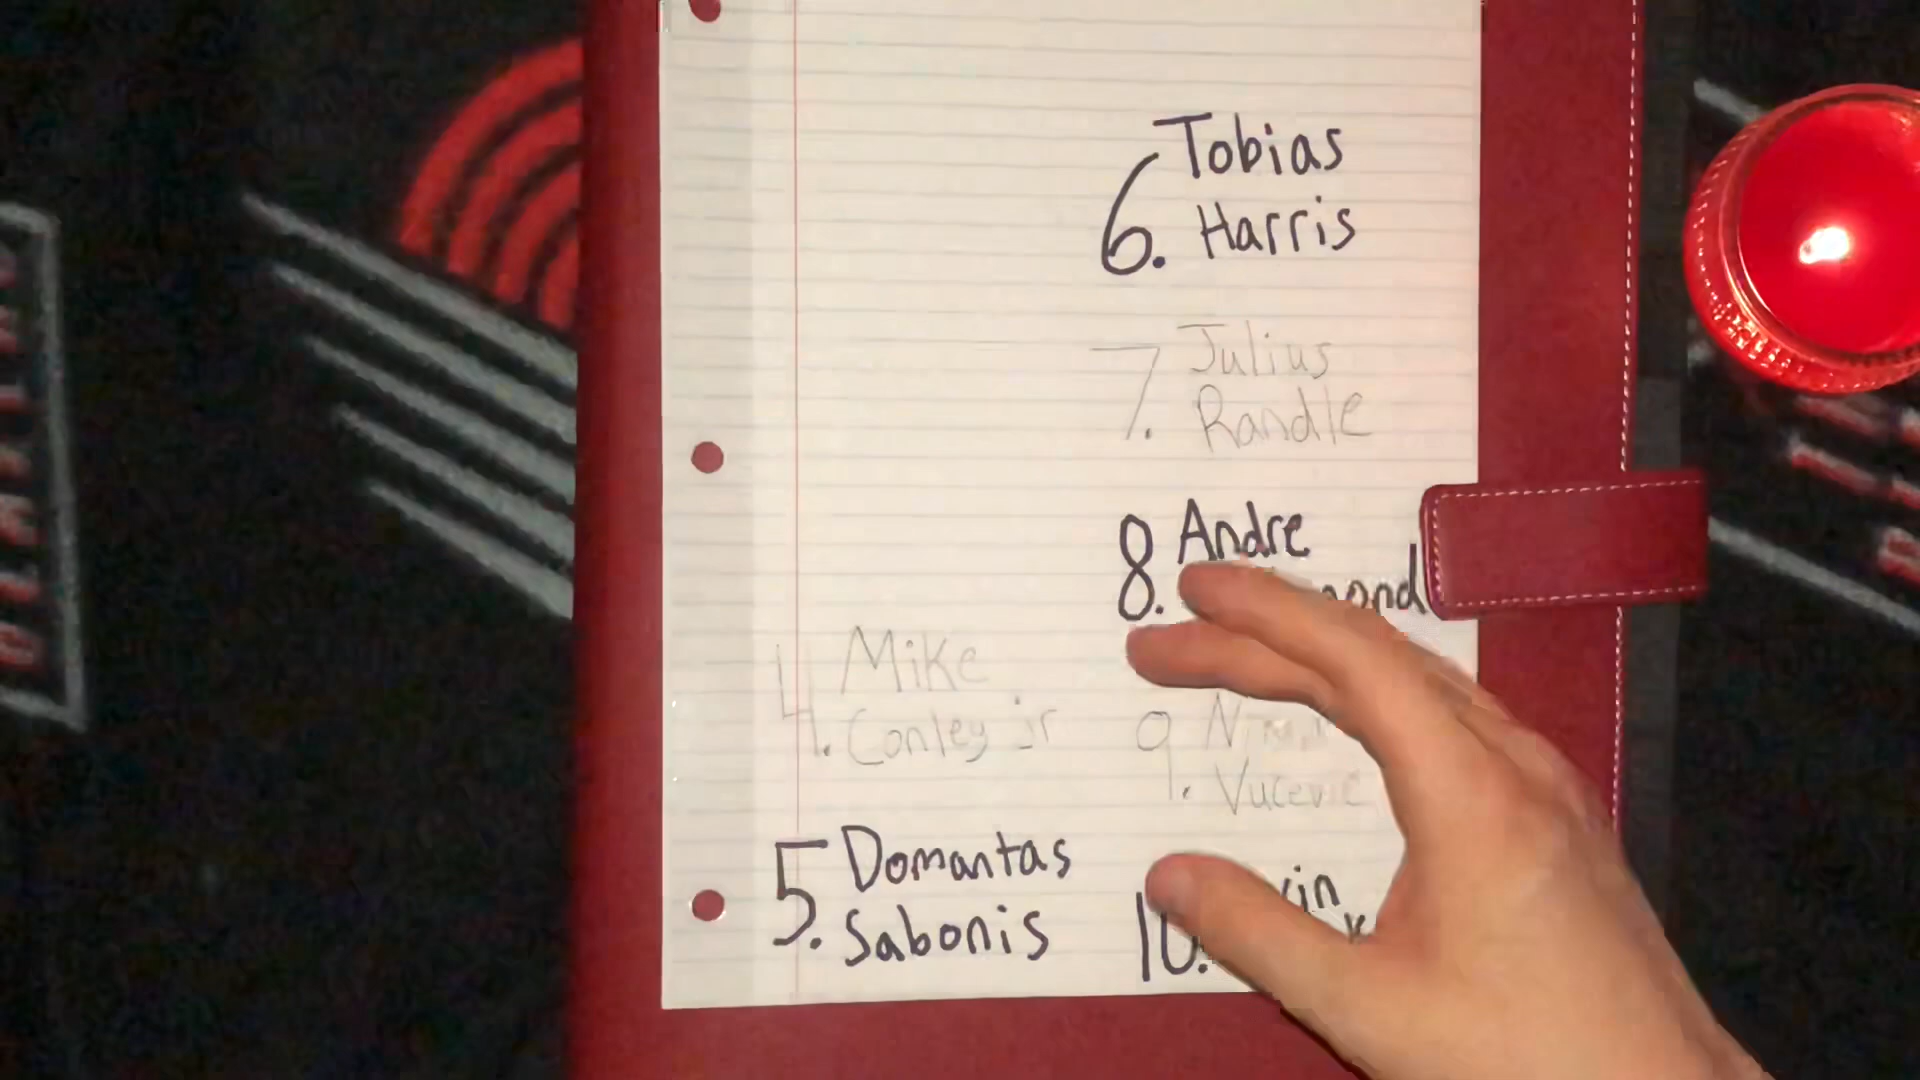 6. Tobias
Harris
7. Julius
Randle
8. Andre
4. Mike
Conley jr
9.
Vucevic
5. Domantas
Sabonis
10.